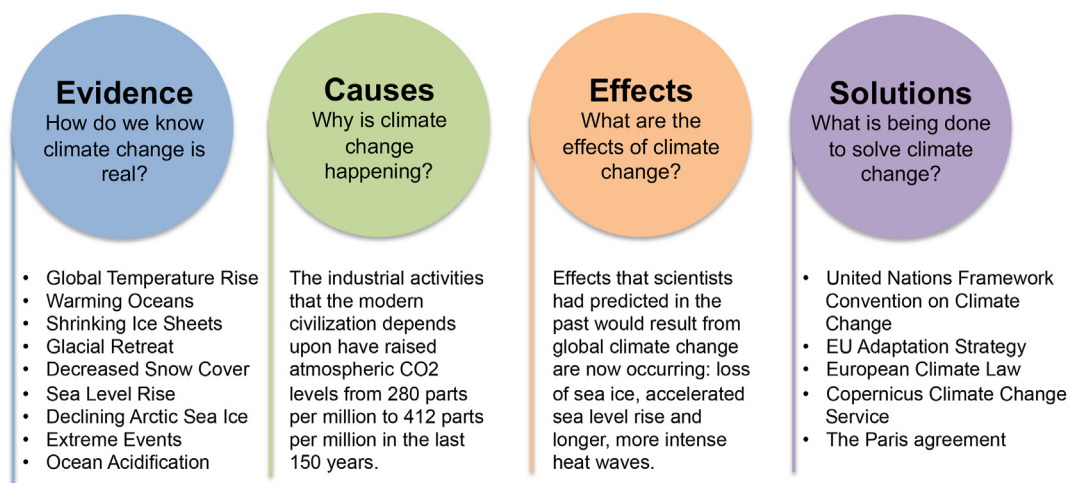 Evidence
How do we know
climate change is
real?
• Global Temperature Rise
• Warming Oceans
• Shrinking Ice Sheets
• Glacial Retreat
• Decreased Snow Cover
• Sea Level Rise
• Declining Arctic Sea Ice
• Extreme Events
• Ocean Acidification
Causes
Why is climate
change
happening?
The industrial activities
that the modern
civilization depends
upon have raised
atmospheric CO2
levels from 280 parts
per million to 412 parts
per million in the last
150 years.
Effects
What are the
effects of climate
change?
Effects that scientists
had predicted in the
past would result from
global climate change
are now occurring: loss
of sea ice, accelerated
sea level rise and
longer, more intense
heat waves.
Solutions
What is being done
to solve climate
change?
• United Nations Framework
Convention on Climate
Change
• EU Adaptation Strategy
• European Climate Law
• Copernicus Climate Change
Service
• The Paris agreement